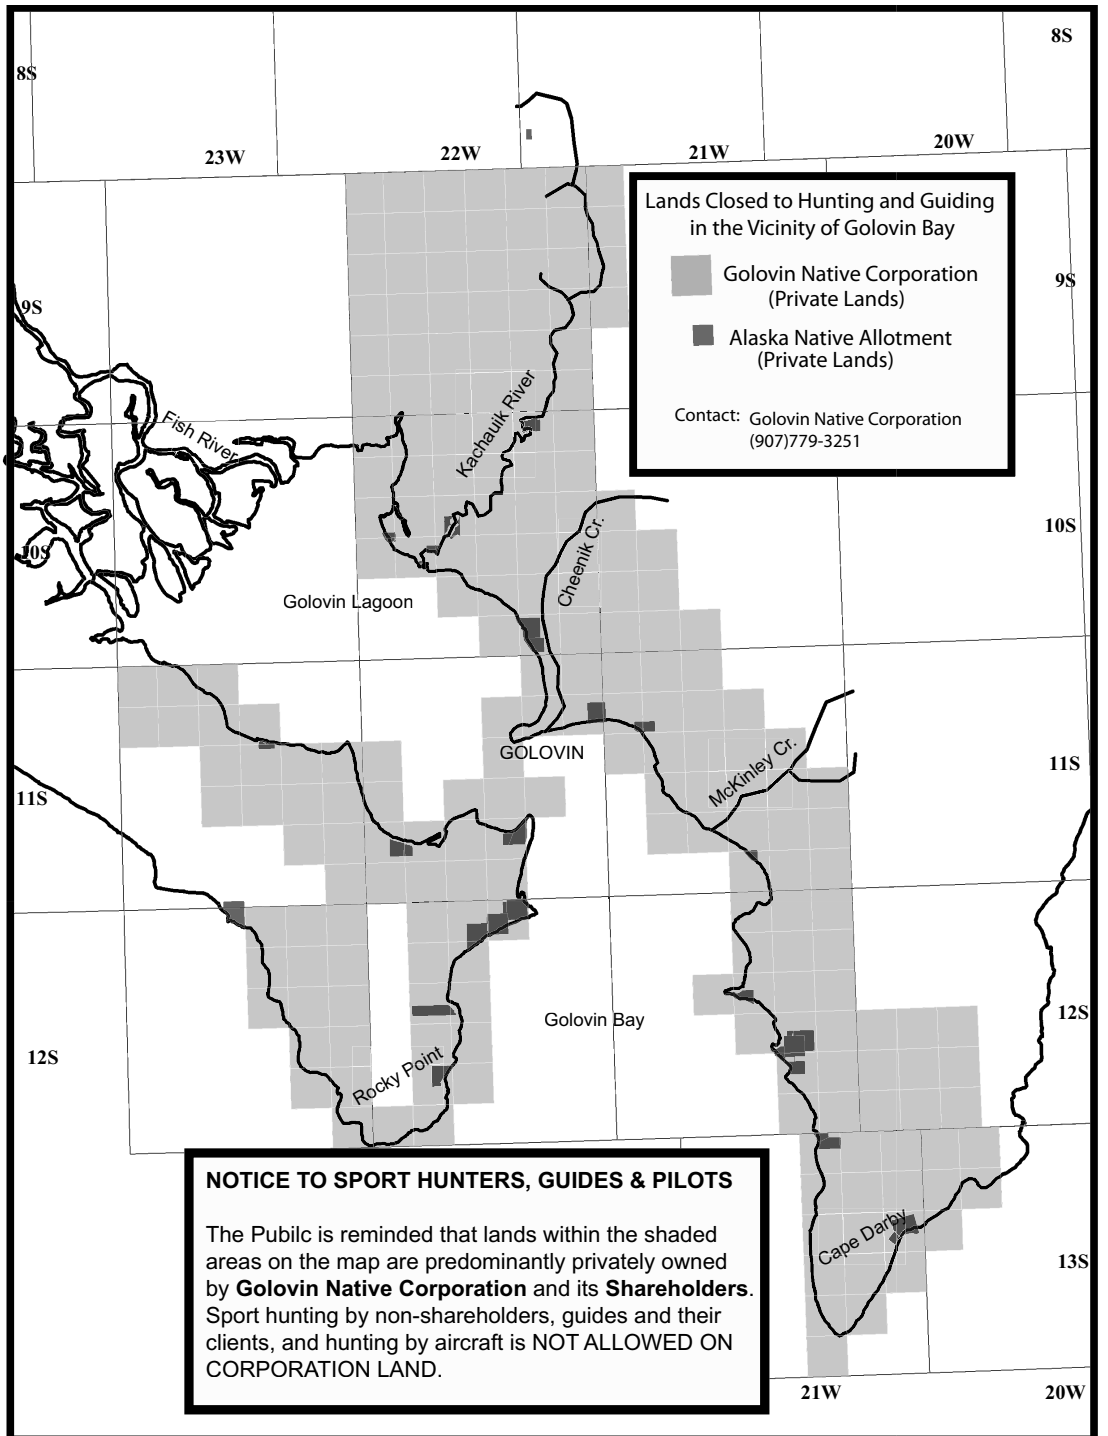 8S
8S
23W
22W
21W
20W
Lands Closed to Hunting and Guiding
in the Vicinity of Golovin Bay
Golovin Native Corporation
(Private Lands)
Alaska Native Allotment
(Private Lands)
Contact: Golovin Native Corporation
(907)779-3251
9S
9S
Fish River
Kachauik River
Cheenik Cr.
10S
10S
Golovin Lagoon
GOLOVIN
McKinley Cr.
11S
11S
Golovin Bay
12S
12S
Rocky Point
Cape Darby
13S
21W
20W
NOTICE TO SPORT HUNTERS, GUIDES & PILOTS
The Pubilc is reminded that lands within the shaded
areas on the map are predominantly privately owned
by Golovin Native Corporation and its Shareholders.
Sport hunting by non-shareholders, guides and their
clients, and hunting by aircraft is NOT ALLOWED ON
CORPORATION LAND.